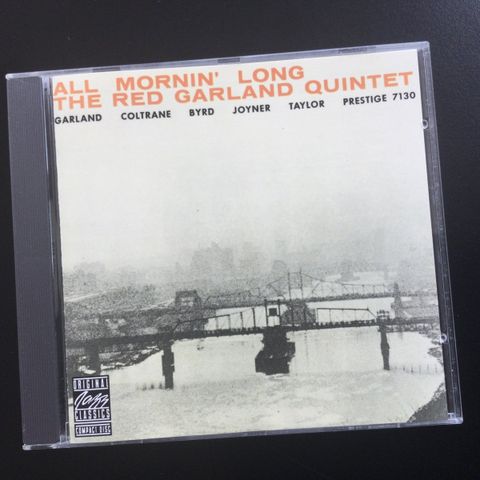 ALL MORNIN' LONG
THE RED GARLAND QUINTET
GARLAND COLTRANE BYRD JOYNER TAYLOR PRESTIGE 7130
ORIGINAL
Jazz
CLASSICS
COMPACT DISC